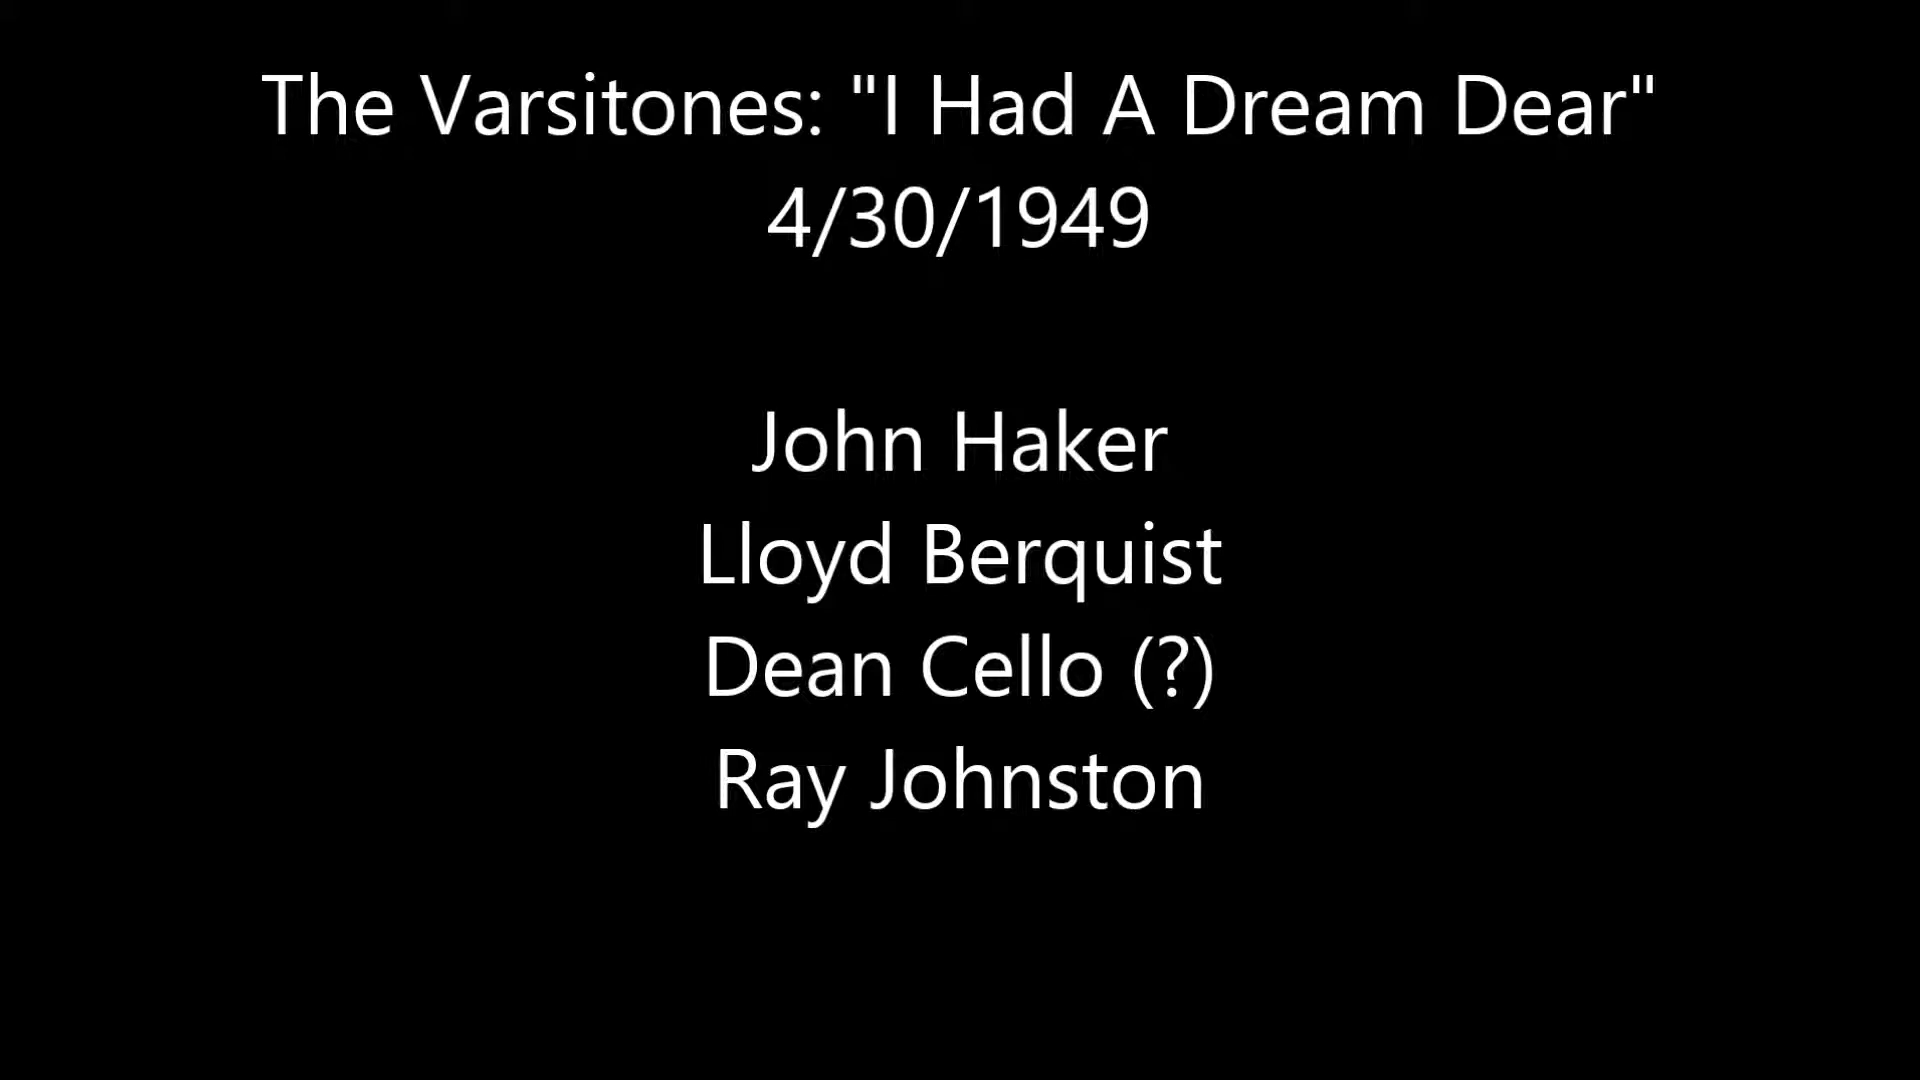 The Varsitones: "I Had A Dream Dear"
4/30/1949
John Haker
Lloyd Berquist
Dean Cello (?)
Ray Johnston